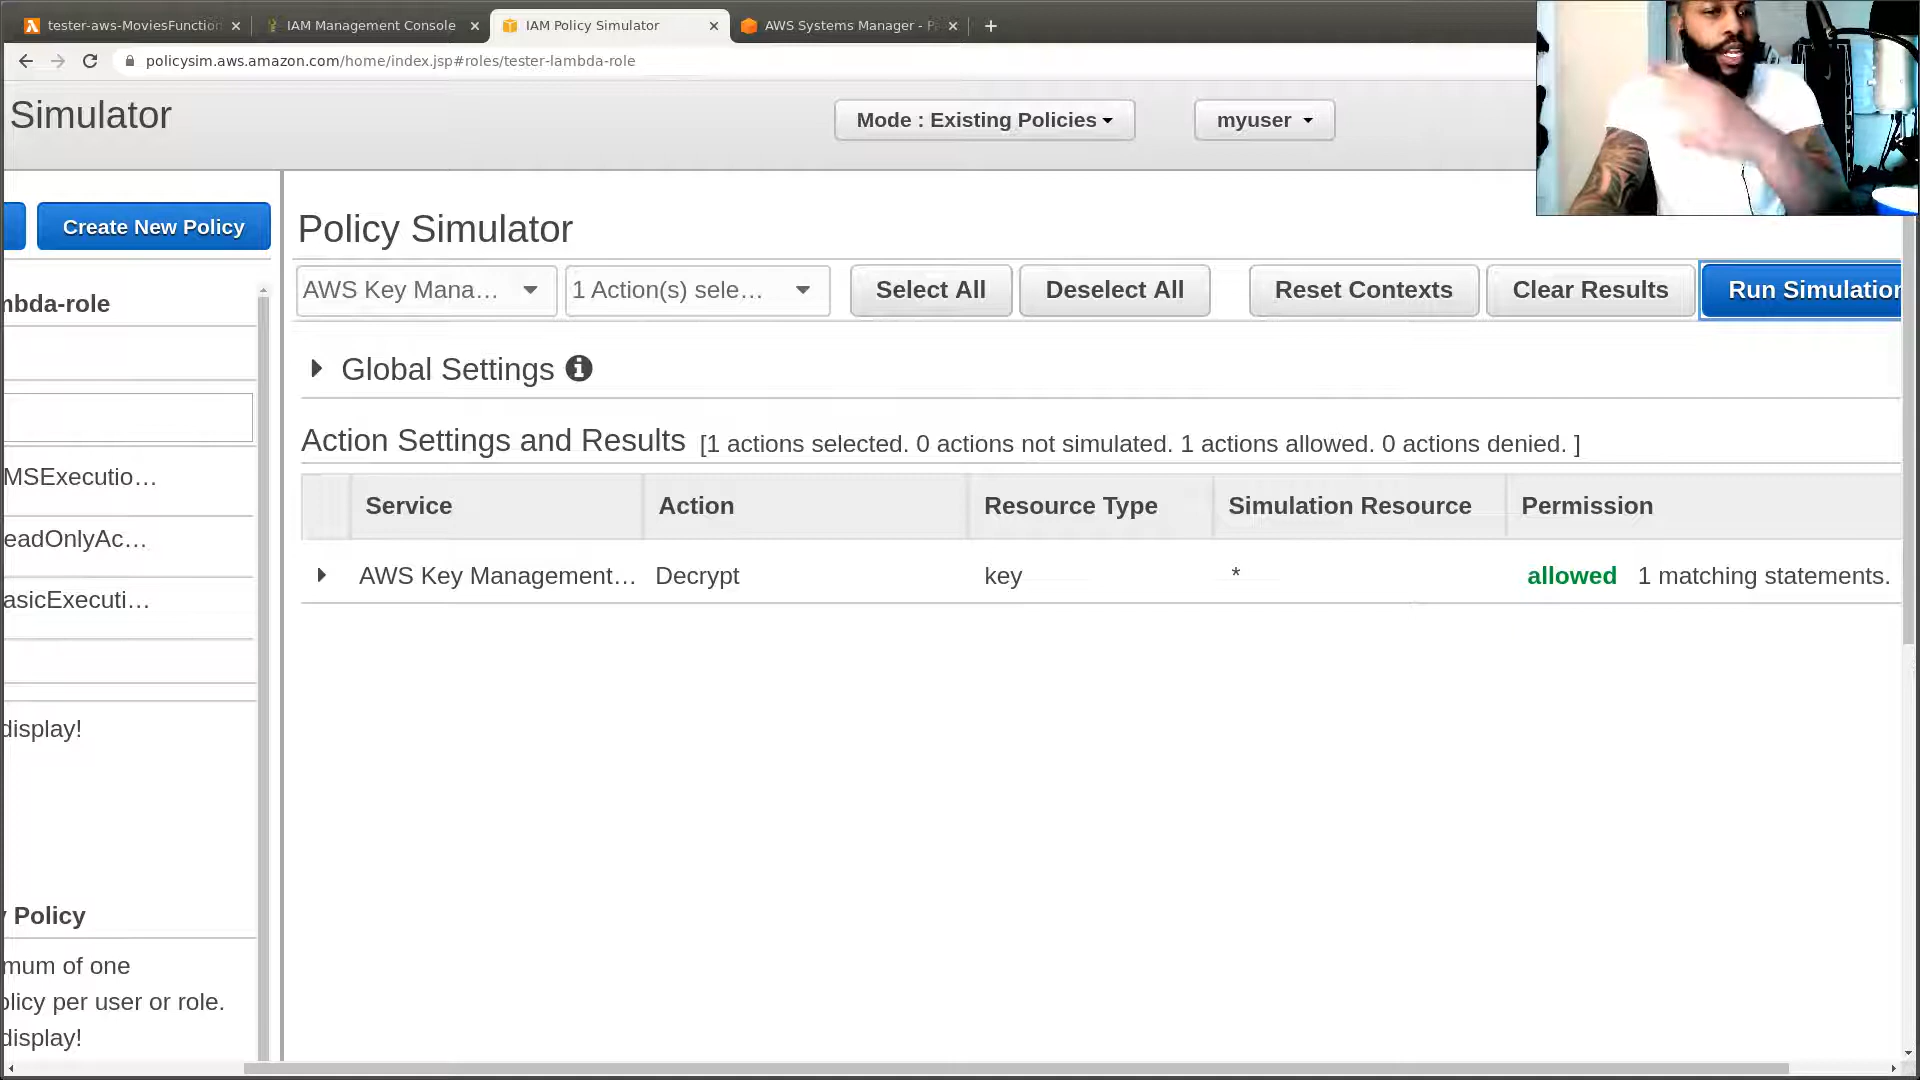 tester-aws-MoviesFunction
IAM Management Console
IAM Policy Simulator
AWS Systems Manager - P
policysim.aws.amazon.com/home/index.jsp#roles/tester-lambda-role
Simulator
Mode : Existing Policies
myuser
Create New Policy
Policy Simulator
AWS Key Mana...
1 Action(s) sele...
Select All
Deselect All
Reset Contexts
Clear Results
Run Simulation
mbda-role
Global Settings
Action Settings and Results [1 actions selected. 0 actions not simulated. 1 actions allowed. 0 actions denied. ]
MSExecutio...
eadOnlyAc...
asicExecuti...
Service
Action
Resource Type
Simulation Resource
Permission
AWS Key Management...
Decrypt
key
*
allowed
1 matching statements.
display!
y Policy
mum of one
olicy per user or role.
display!